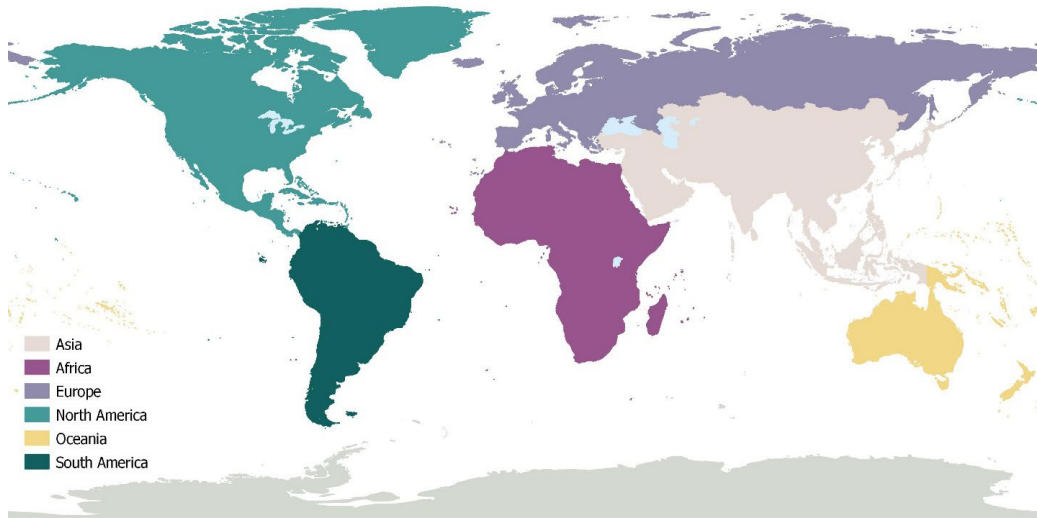 Asia
Africa
Europe
North America
Oceania
South America